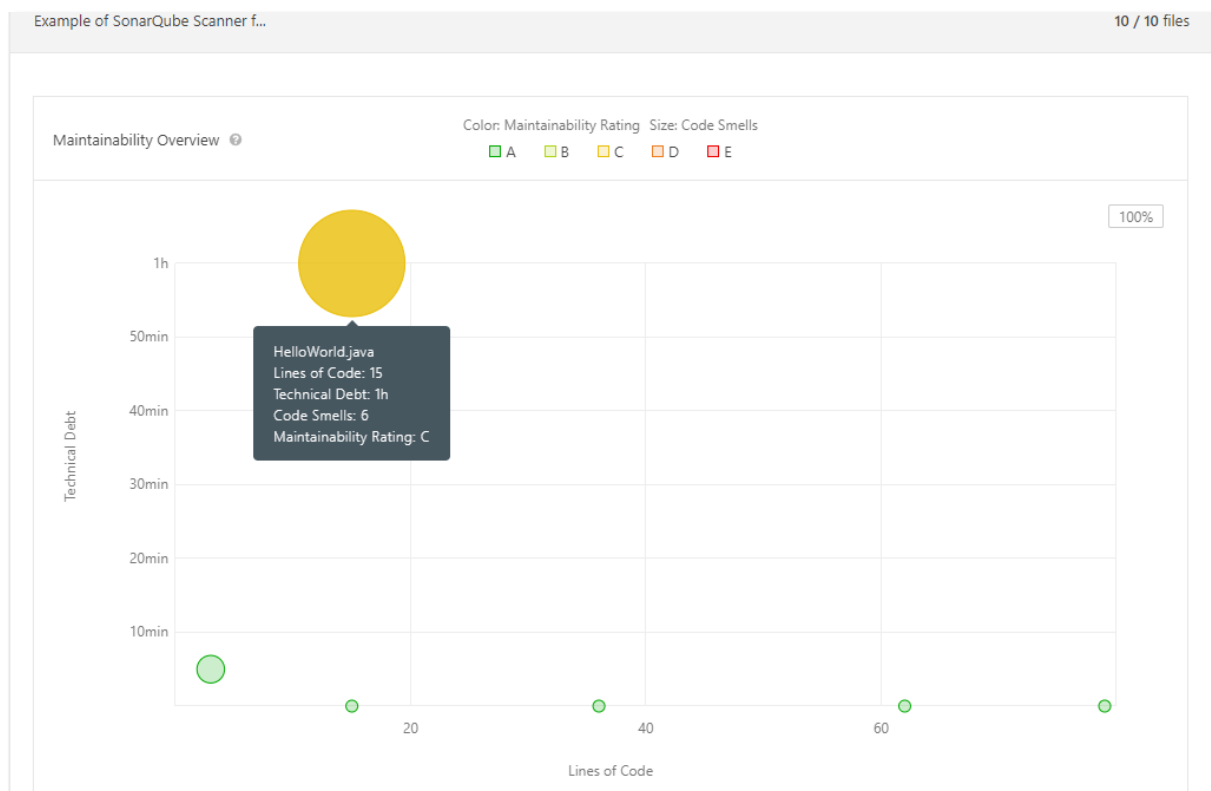 Example of SonarQube Scanner f...
10 / 10 files
Maintainability Overview
Color: Maintainability Rating Size: Code Smells
A B C D E
100%
1h
50min
40min
30min
20min
10min
Technical Debt
HelloWorld.java
Lines of Code: 15
Technical Debt: 1h
Code Smells: 6
Maintainability Rating: C
20 40 60
Lines of Code